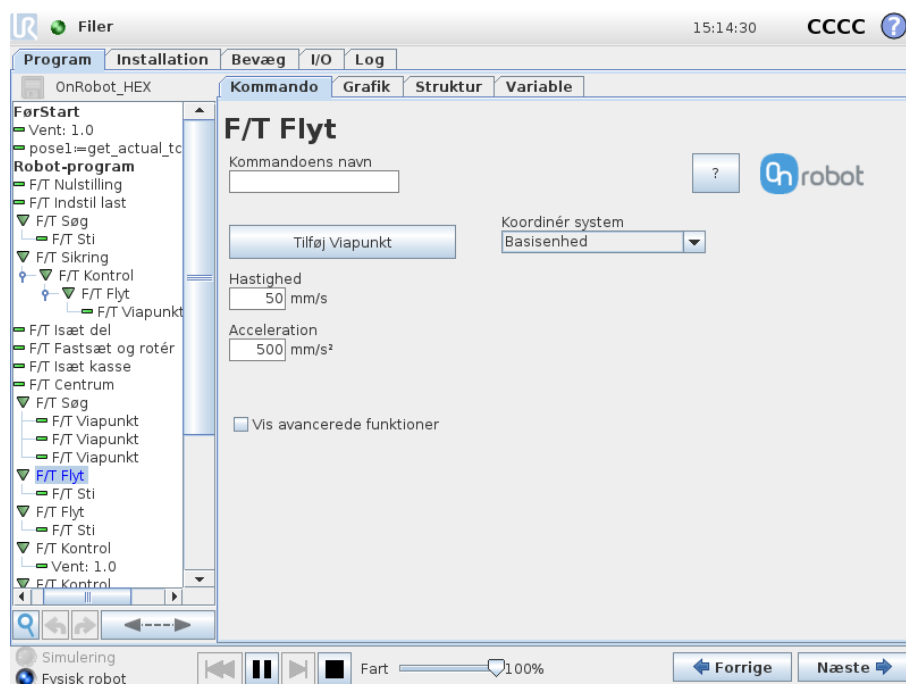 Filer
15:14:30
CCCC
?
Program Installation Bevæg I/O Log
OnRobot_HEX
Kommando Grafik Struktur Variable
FørStart
Vent: 1.0
pose1:=get_actual_tc
Robot-program
F/T Nulstilling
F/T Indstil last
F/T Søg
F/T Sti
F/T Sikring
F/T Kontrol
F/T Flyt
F/T Viapunkt
F/T Isæt del
F/T Fastsæt og rotér
F/T Isæt kasse
F/T Centrum
F/T Søg
F/T Viapunkt
F/T Viapunkt
F/T Viapunkt
F/T Flyt
F/T Sti
F/T Flyt
F/T Sti
F/T Kontrol
Vent: 1.0
F/T Kontrol
F/T Flyt
Kommandoens navn
?
On robot
Tilføj Viapunkt
Koordinér system
Basisenhed
Hastighed
50 mm/s
Acceleration
500 mm/s²
Vis avancerede funktioner
Simulering
Fysisk robot
Fart 100%
Forrige
Næste